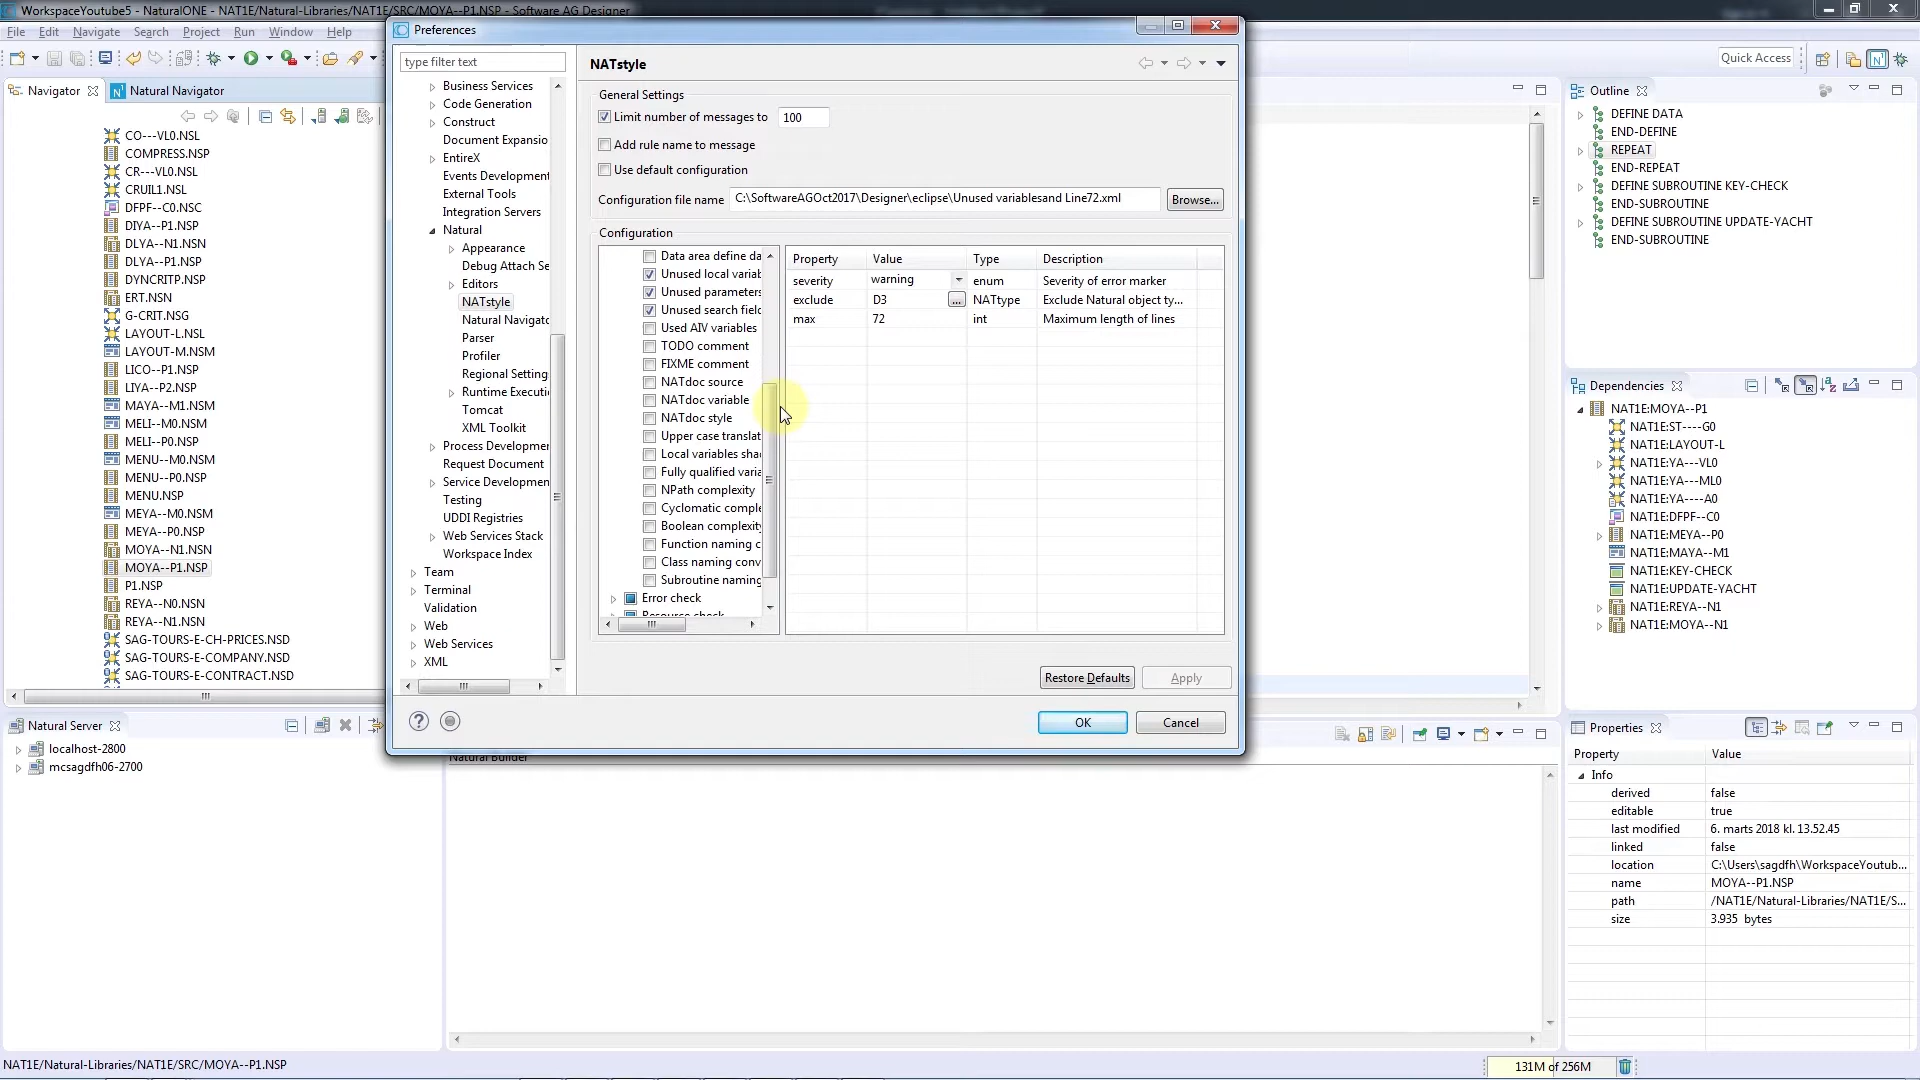 WorkspaceYoutube5 - NaturalONE - NAT1E/Natural-Libraries/NAT1E/SRC/MOYA--P1.NSP - Software AG Designer
File Edit Navigate Search Project Run Window Help
Quick Access
Navigator
Natural Navigator
CO---VL0.NSL
COMPRESS.NSP
CR---VL0.NSL
CRUIL1.NSL
DFPF--C0.NSC
DIYA--P1.NSP
DLYA--N1.NSN
DLYA--P1.NSP
DYNCRITP.NSP
ERT.NSN
G-CRIT.NSG
LAYOUT-L.NSL
LAYOUT-M.NSM
LICO--P1.NSP
LIYA--P2.NSP
MAYA--M1.NSM
MELI--M0.NSM
MELI--P0.NSP
MENU--M0.NSM
MENU--P0.NSP
MENU.NSP
MEYA--M0.NSM
MEYA--P0.NSP
MOYA--N1.NSN
MOYA--P1.NSP
P1.NSP
REYA--N0.NSN
REYA--N1.NSN
SAG-TOURS-E-CH-PRICES.NSD
SAG-TOURS-E-COMPANY.NSD
SAG-TOURS-E-CONTRACT.NSD
Natural Server
localhost-2800
mcsagdfh06-2700
Preferences
type filter text
Business Services
Code Generation
Construct
Document Expansio
EntireX
Events Development
External Tools
Integration Servers
Natural
Appearance
Debug Attach Se
Editors
NATstyle
Natural Navigato
Parser
Profiler
Regional Setting
Runtime Executi
Tomcat
XML Toolkit
Process Developmer
Request Document
Service Developmen
Testing
UDDI Registries
Web Services Stack
Workspace Index
Team
Terminal
Validation
Web
Web Services
XML
NATstyle
General Settings
Limit number of messages to 100
Add rule name to message
Use default configuration
Configuration file name C:\SoftwareAGOct2017\Designer\eclipse\Unused variablesand Line72.xml Browse...
Configuration
Data area define da
Unused local variab
Unused parameters
Unused search field
Used AIV variables
TODO comment
FIXME comment
NATdoc source
NATdoc variable
NATdoc style
Upper case translat
Local variables sha
Fully qualified varia
NPath complexity
Cyclomatic comple
Boolean complexity
Function naming c
Class naming conv
Subroutine naming
Error check
Resource check
Property Value Type Description
severity warning enum Severity of error marker
exclude D3 ... NATtype Exclude Natural object ty...
max 72 int Maximum length of lines
Restore Defaults Apply
OK Cancel
Natural Builder
Outline
DEFINE DATA
END-DEFINE
REPEAT
END-REPEAT
DEFINE SUBROUTINE KEY-CHECK
END-SUBROUTINE
DEFINE SUBROUTINE UPDATE-YACHT
END-SUBROUTINE
Dependencies
NAT1E:MOYA--P1
NAT1E:ST----G0
NAT1E:LAYOUT-L
NAT1E:YA---VL0
NAT1E:YA---ML0
NAT1E:YA----A0
NAT1E:DFPF--C0
NAT1E:MEYA--P0
NAT1E:MAYA--M1
NAT1E:KEY-CHECK
NAT1E:UPDATE-YACHT
NAT1E:REYA--N1
NAT1E:MOYA--N1
Properties
Property Value
Info
derived false
editable true
last modified 6. marts 2018 kl. 13.52.45
linked false
location C:\Users\sagdfh\WorkspaceYoutub...
name MOYA--P1.NSP
path /NAT1E/Natural-Libraries/NAT1E/S...
size 3.935 bytes
NAT1E/Natural-Libraries/NAT1E/SRC/MOYA--P1.NSP
131M of 256M